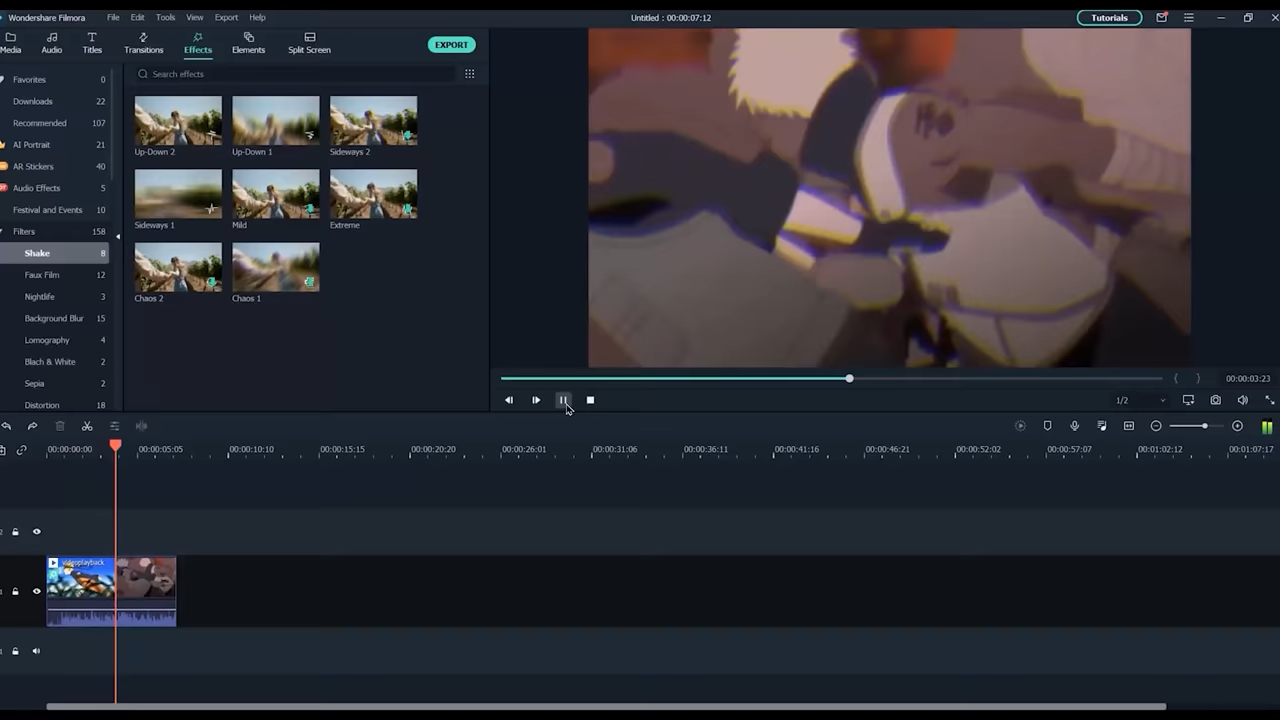 Wondershare Filmora File Edit Tools View Export Help Untitled : 00:00:07:12 Tutorials
Media Audio Titles Transitions Effects Elements Split Screen EXPORT
Search effects
Favorites 0
Downloads 22
Recommended 107
AI Portrait 21
AR Stickers 40
Audio Effects 5
Festival and Events 10
Filters 158
Shake 8
Faux Film 12
Nightlife 3
Background Blur 15
Lomography 4
Blach & White 2
Sepia 2
Distortion 18
Up-Down 2 Up-Down 1 Sideways 2
Sideways 1 Mild Extreme
Chaos 2 Chaos 1
00:00:03:23
1/2
00:00:00:00 00:00:05:05 00:00:10:10 00:00:15:15 00:00:20:20 00:00:26:01 00:00:31:06 00:00:36:11 00:00:41:16 00:00:46:21 00:00:52:02 00:00:57:07 00:01:02:12 00:01:07:17
2
videoplayback
1
1